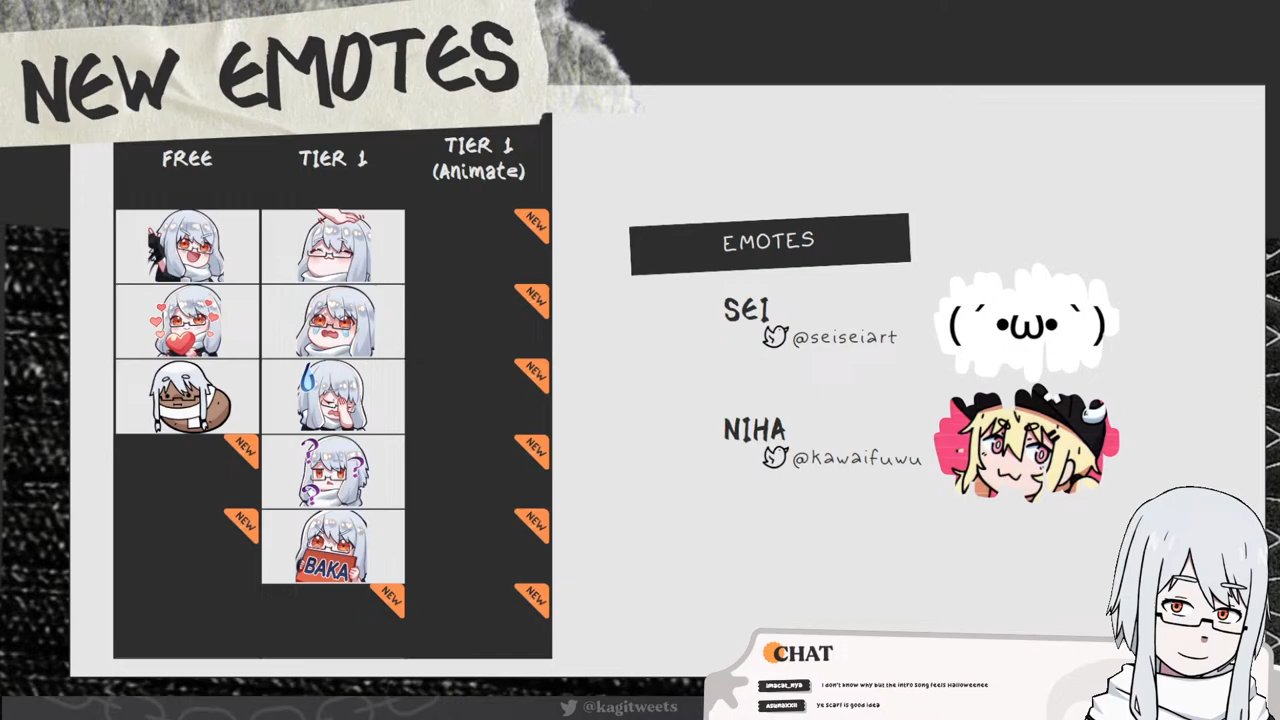 NEW EMOTES
FREE
TIER 1
TIER 1
(Animate)
NEW
NEW
NEW
NEW
NEW
NEW
NEW
NEW
NEW
BAKA
EMOTES
SEI
@seiseiart
(´•ω•`)
NIHA
@kawaifuwu
CHAT
imacat_nya I don't know why but the intro song feels Halloweenee
Asunaxxii ye scarf is good idea
@kagitweets